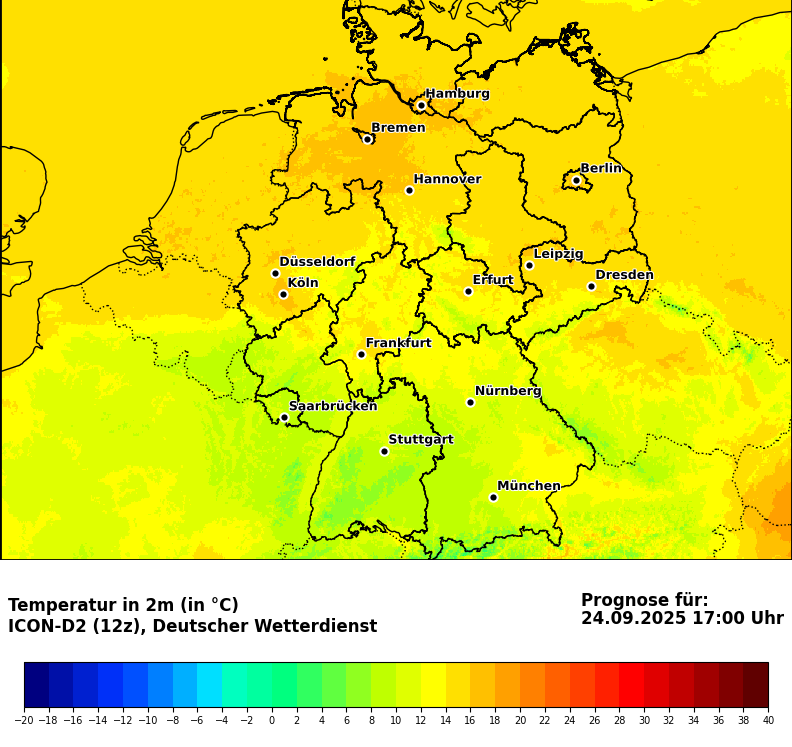 Hamburg
Bremen
Berlin
Hannover
Leipzig
Düsseldorf
Dresden
Köln
Erfurt
Frankfurt
Nürnberg
Saarbrücken
Stuttgart
München
Temperatur in 2m (in °C)
ICON-D2 (12z), Deutscher Wetterdienst
Prognose für:
24.09.2025 17:00 Uhr
−20 −18 −16 −14 −12 −10 −8 −6 −4 −2 0 2 4 6 8 10 12 14 16 18 20 22 24 26 28 30 32 34 36 38 40